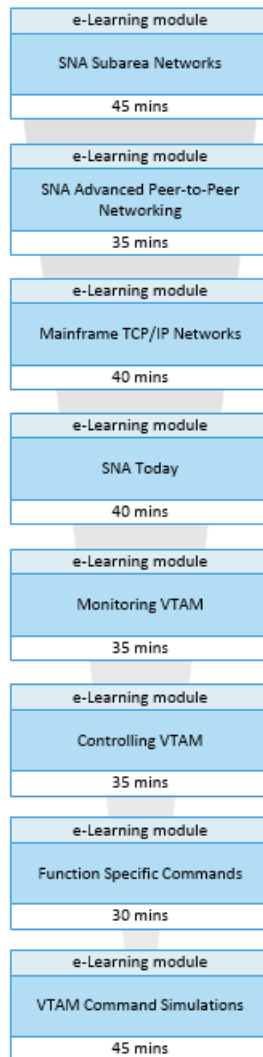 e-Learning module
SNA Subarea Networks
45 mins
e-Learning module
SNA Advanced Peer-to-Peer
Networking
35 mins
e-Learning module
Mainframe TCP/IP Networks
40 mins
e-Learning module
SNA Today
40 mins
e-Learning module
Monitoring VTAM
35 mins
e-Learning module
Controlling VTAM
35 mins
e-Learning module
Function Specific Commands
30 mins
e-Learning module
VTAM Command Simulations
45 mins